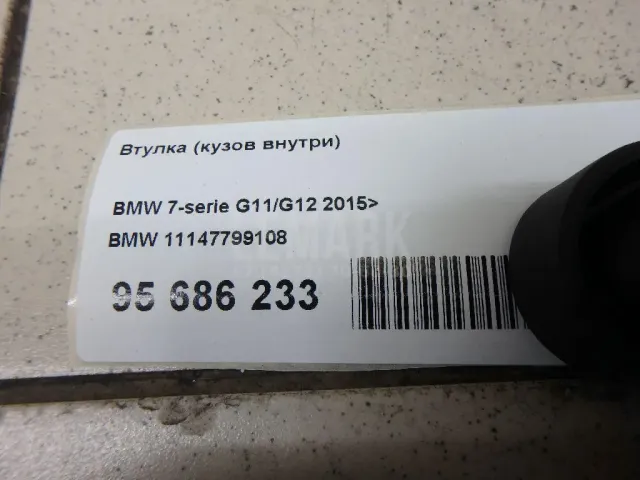 Втулка (кузов внутри)
BMW 7-serie G11/G12 2015>
BMW 11147799108
95 686 233